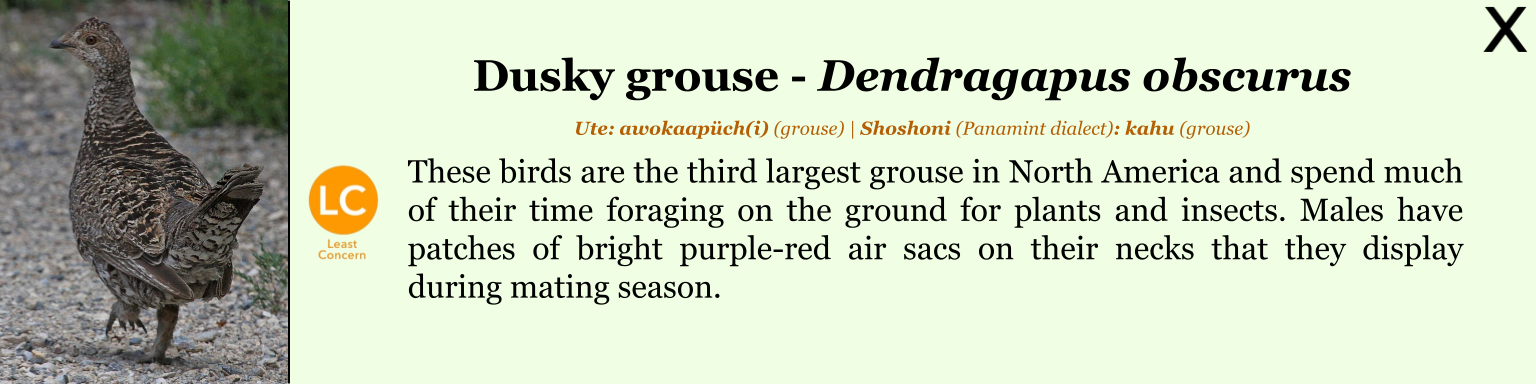 X
Dusky grouse - Dendragapus obscurus
Ute: awokaapüch(i) (grouse) | Shoshoni (Panamint dialect): kahu (grouse)
These birds are the third largest grouse in North America and spend much
of their time foraging on the ground for plants and insects. Males have
patches of bright purple-red air sacs on their necks that they display
during mating season.
LC
Least
Concern